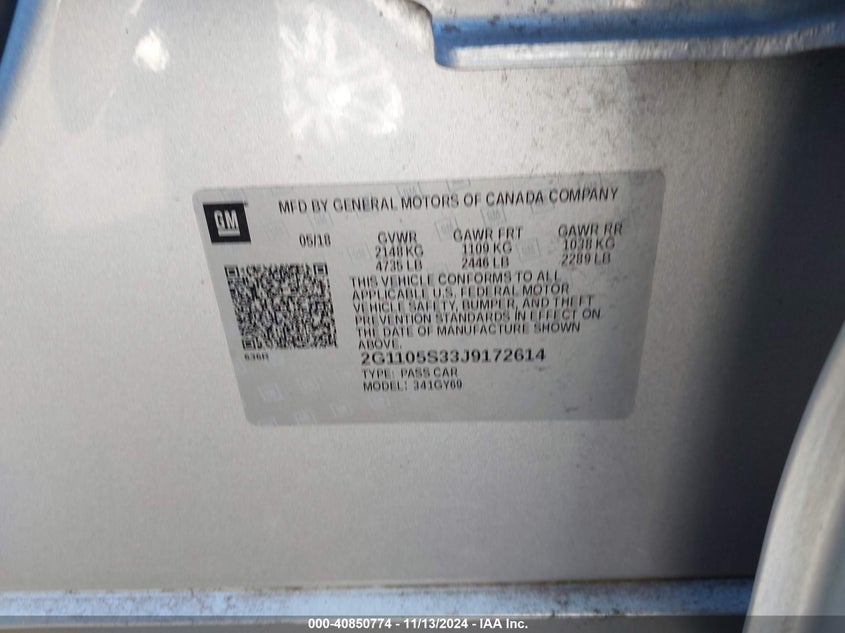 MFD BY GENERAL MOTORS OF CANADA COMPANY
GM
05/18 GVWR GAWR FRT GAWR RR
2148 KG 1109 KG 1038 KG
4735 LB 2446 LB 2289 LB
THIS VEHICLE CONFORMS TO ALL
APPLICABLE U.S. FEDERAL MOTOR
VEHICLE SAFETY, BUMPER, AND THEFT
PREVENTION STANDARDS IN EFFECT ON
THE DATE OF MANUFACTURE SHOWN
ABOVE.
2G1105S33J9172614
TYPE: PASS CAR
MODEL: 341GY69
000-40850774 - 11/13/2024 - IAA Inc.